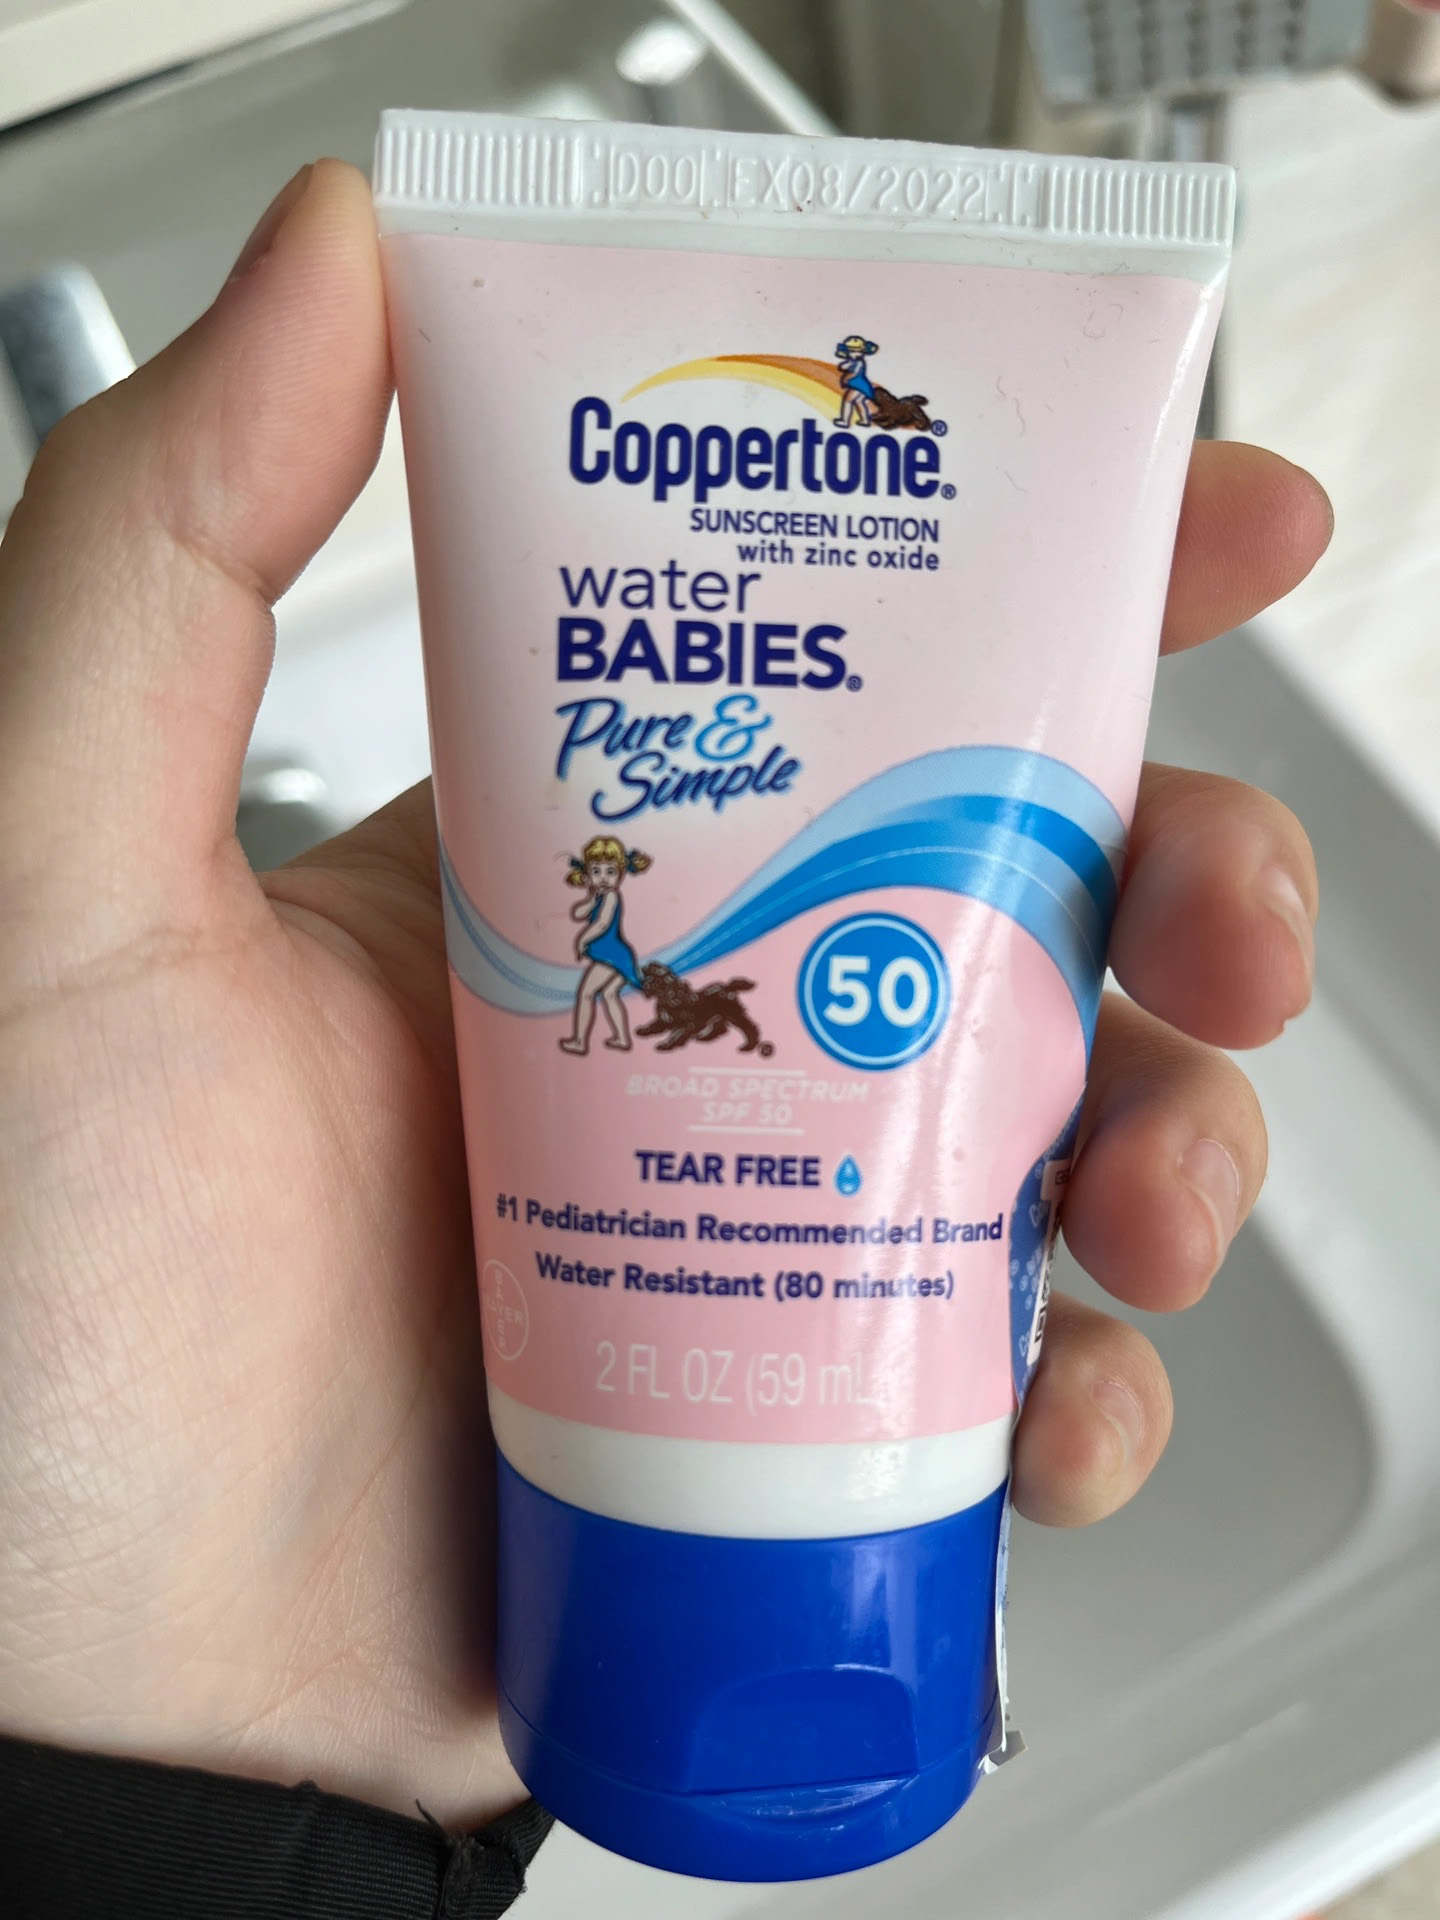 DOO EX08/2022
Coppertone®
SUNSCREEN LOTION
with zinc oxide
water
BABIES®
Pure &
Simple
50
BROAD SPECTRUM
SPF 50
TEAR FREE
#1 Pediatrician Recommended Brand
Water Resistant (80 minutes)
BAYER
2 FL OZ (59 mL